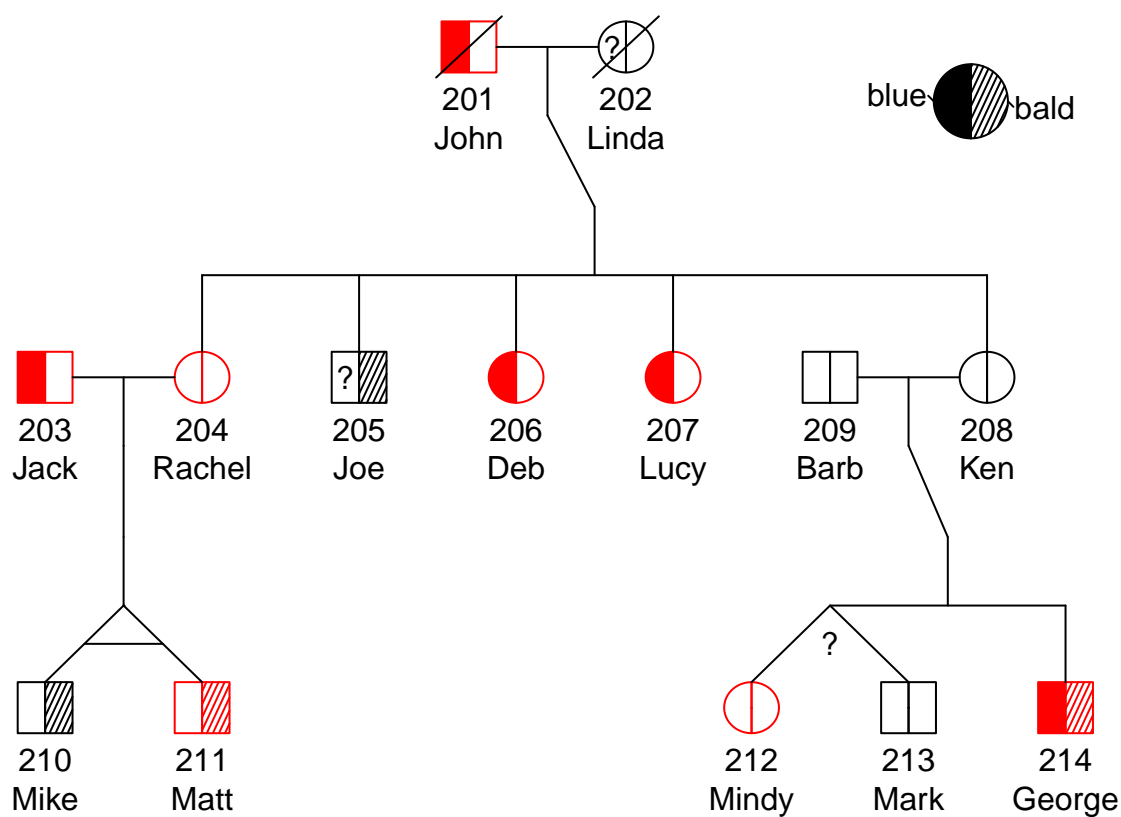 ?
201 202
John Linda
blue bald
?
203 204 205 206 207 209 208
Jack Rachel Joe Deb Lucy Barb Ken
?
210 211 212 213 214
Mike Matt Mindy Mark George